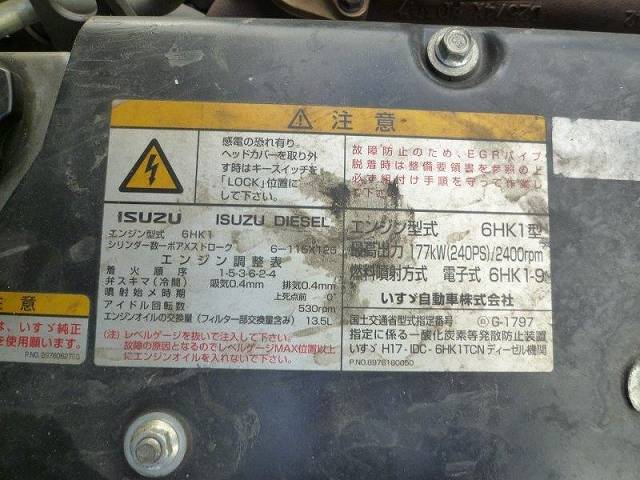 ⚠ 注意
感電の恐れ有り。
ヘッドカバーを取り外
す時はキースイッチを
「LOCK」位置に
して下さい。
故障防止のため、EGRパイプ
脱着時は整備要領書を参照の上
必ず組付け手順を守って作業し
て下さい。
ISUZU ISUZU DIESEL
エンジン型式 6HK1
シリンダー数ーボアXストローク 6-115X125
エンジン調整表
着火順序 1-5-3-6-2-4
弁スキマ(冷間) 吸気0.4mm 排気0.4mm
噴射始メ時期 上死点前 0°
アイドル回転数 530rpm
エンジンオイルの交換量(フィルター部交換量含む) 13.5L
(注)レベルゲージを抜いて注入して下さい。
故障の原因となるのでレベルゲージMAX位置以上
にエンジンオイルを入れないで下さい。
エンジン型式 6HK1型
最高出力 177kW(240PS)/2400rpm
燃料噴射方式 電子式 6HK1-9
いすゞ自動車株式会社
国土交通省型式指定番号 G-1797
指定に係る一酸化炭素等発散防止装置
いすゞ H17-IDC-6HK1TCN ディーゼル機関
P.NO.8976160050
意
は、いすゞ純正
を使用願います。